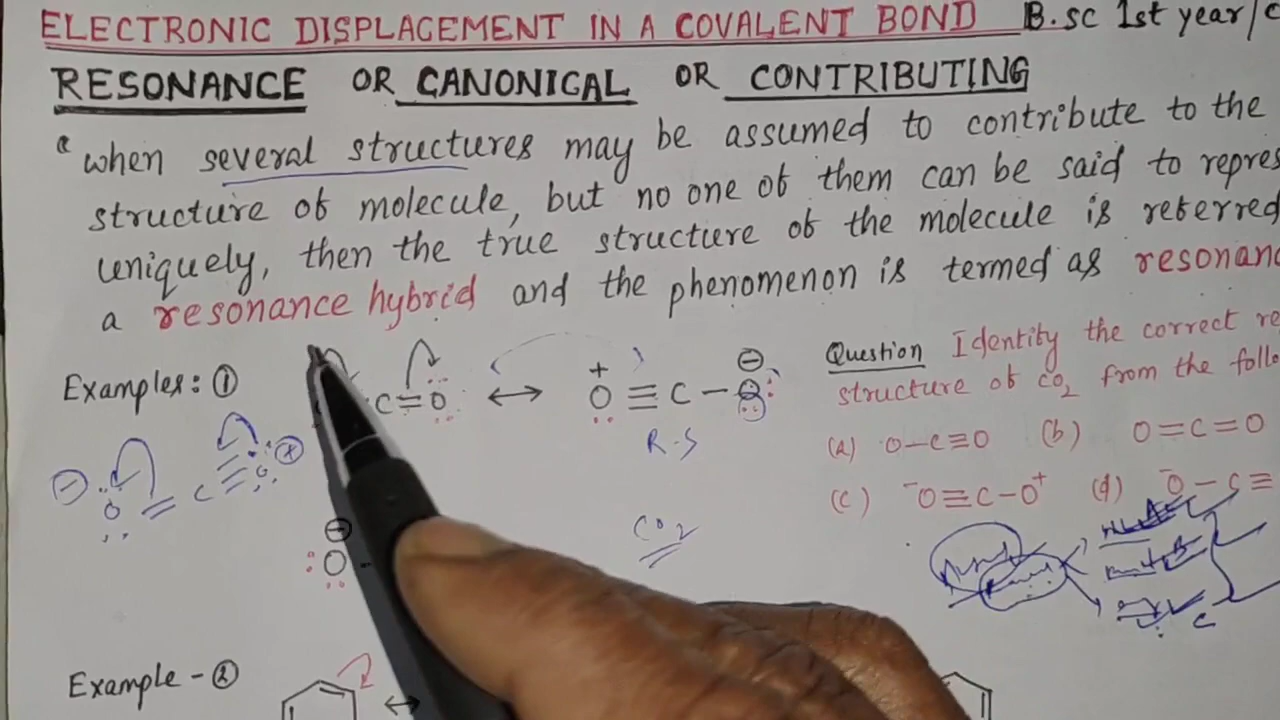 ELECTRONIC DISPLACEMENT IN A COVALENT BOND B.sc 1st year/
RESONANCE OR CANONICAL OR CONTRIBUTING
when several structures may be assumed to contribute to the
structure of molecule, but no one of them can be said to repres
uniquely, then the true structure of the molecule is referred
a resonance hybrid and the phenomenon is termed as resonanc
Examples: ①
C=O ↔ O≡C-O
+
⊖
R.S
Question Identity the correct re
structure of CO2 from the follo
(a) O-C≡O (b) O=C=O
(c) ⁻O≡C-O⁺ (d) ⁻O-C≡
⊖ O = C ≡ O ⊕
CO2
⊖
:O
Example - ②